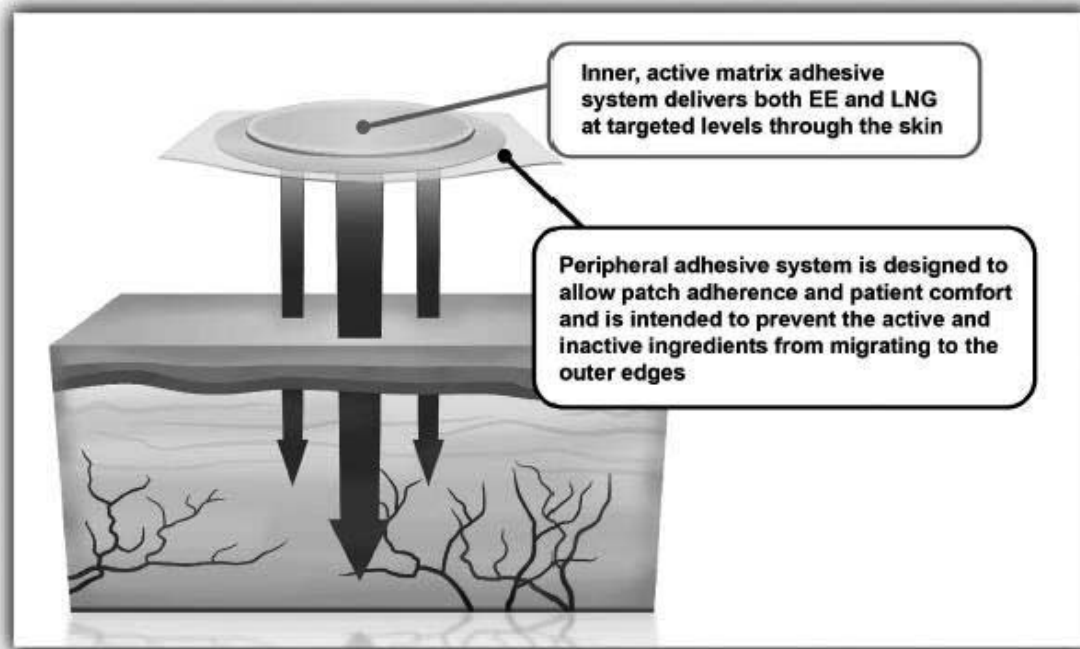 Inner, active matrix adhesive
system delivers both EE and LNG
at targeted levels through the skin
Peripheral adhesive system is designed to
allow patch adherence and patient comfort
and is intended to prevent the active and
inactive ingredients from migrating to the
outer edges